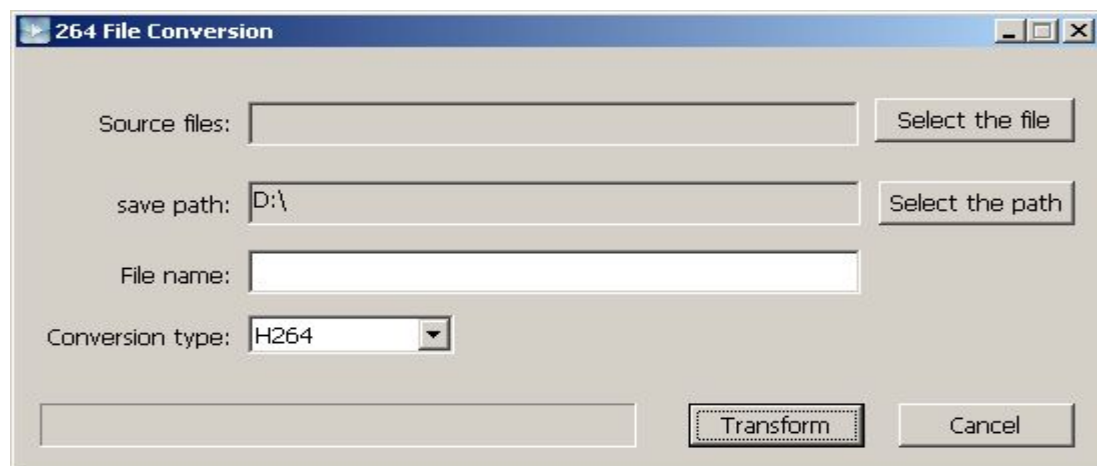 264 File Conversion
Source files: Select the file
save path: D:\ Select the path
File name:
Conversion type: H264
Transform Cancel